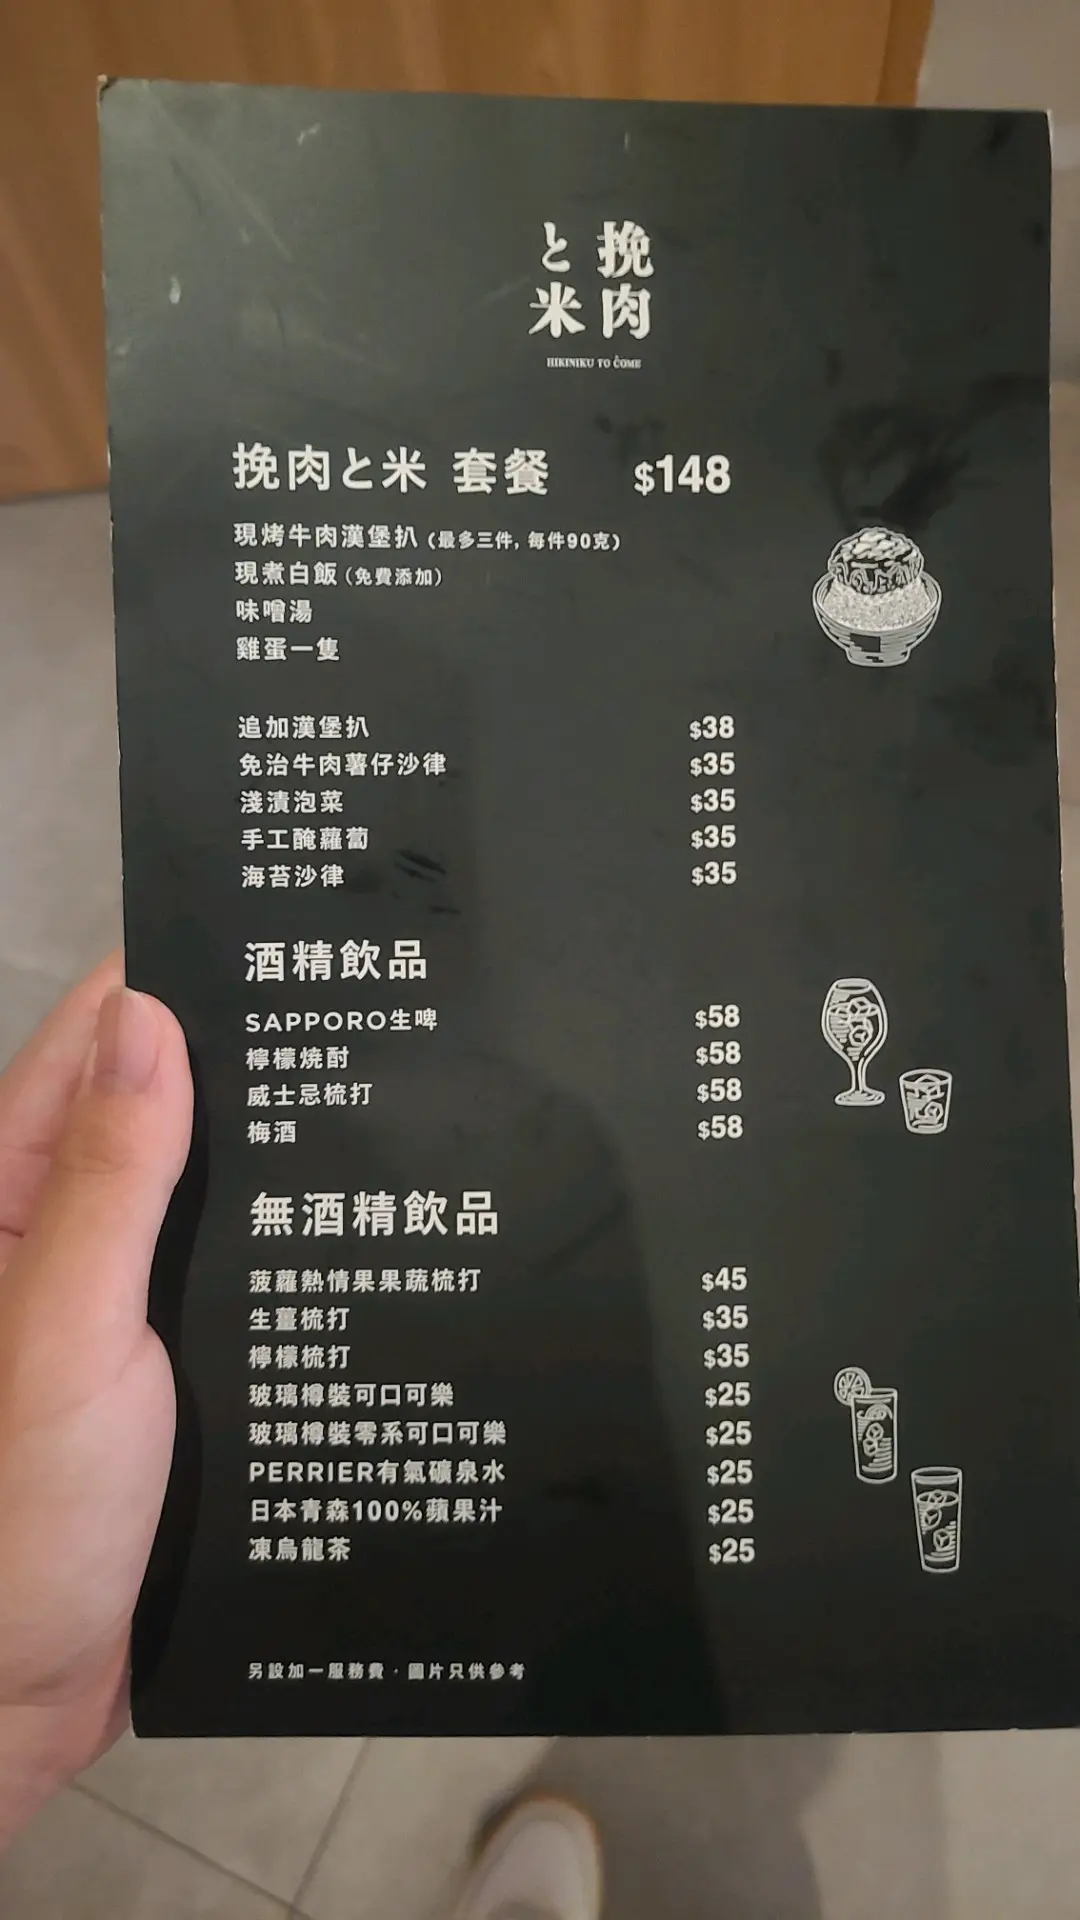 挽肉
と米
HIKINIKU TO COME
挽肉と米 套餐 $148
現烤牛肉漢堡扒 (最多三件, 每件90克)
現煮白飯 (免費添加)
味噌湯
雞蛋一隻
追加漢堡扒 $38
免治牛肉薯仔沙律 $35
淺漬泡菜 $35
手工醃蘿蔔 $35
海苔沙律 $35
酒精飲品
SAPPORO生啤 $58
檸檬燒酎 $58
威士忌梳打 $58
梅酒 $58
無酒精飲品
菠蘿熱情果果蔬梳打 $45
生薑梳打 $35
檸檬梳打 $35
玻璃樽裝可口可樂 $25
玻璃樽裝零系可口可樂 $25
PERRIER有氣礦泉水 $25
日本青森100%蘋果汁 $25
凍烏龍茶 $25
另設加一服務費‧圖片只供參考